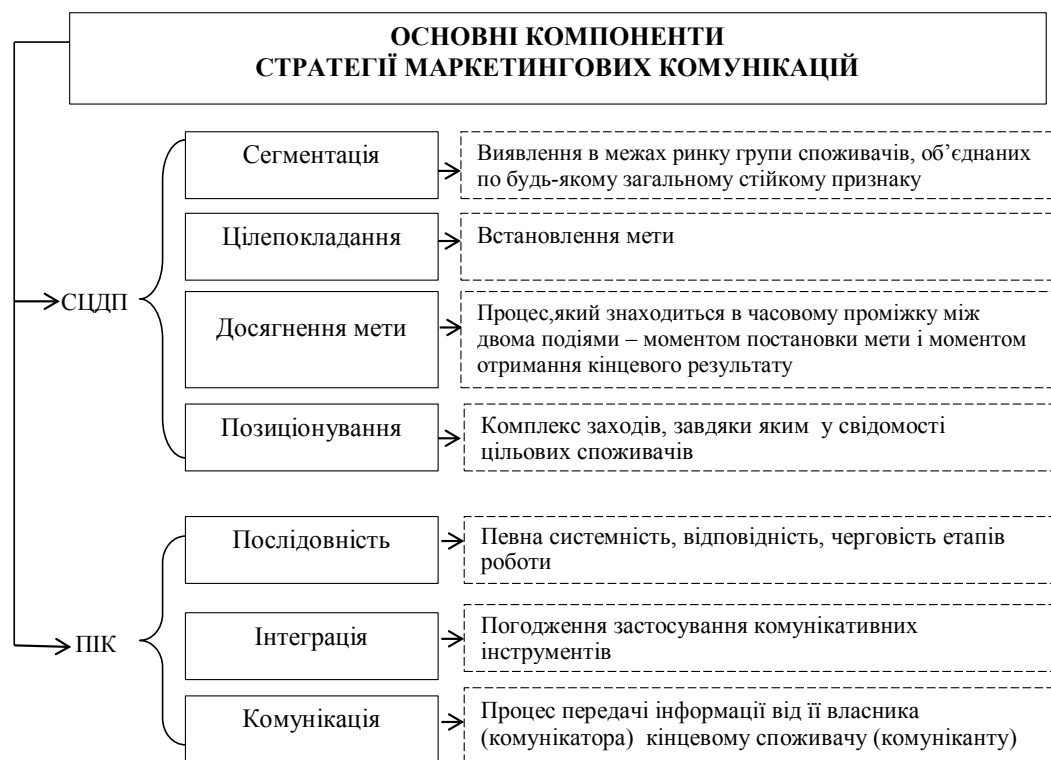 ОСНОВНІ КОМПОНЕНТИ
СТРАТЕГІЇ МАРКЕТИНГОВИХ КОМУНІКАЦІЙ
СЦДП
Сегментація
Виявлення в межах ринку групи споживачів, об’єднаних
по будь-якому загальному стійкому признаку
Цілепокладання
Встановлення мети
Досягнення мети
Процес,який знаходиться в часовому проміжку між
двома подіями – моментом постановки мети і моментом
отримання кінцевого результату
Позиціонування
Комплекс заходів, завдяки яким у свідомості
цільових споживачів
ПІК
Послідовність
Певна системність, відповідність, черговість етапів
роботи
Інтеграція
Погодження застосування комунікативних
інструментів
Комунікація
Процес передачі інформації від її власника
(комунікатора) кінцевому споживачу (комуніканту)